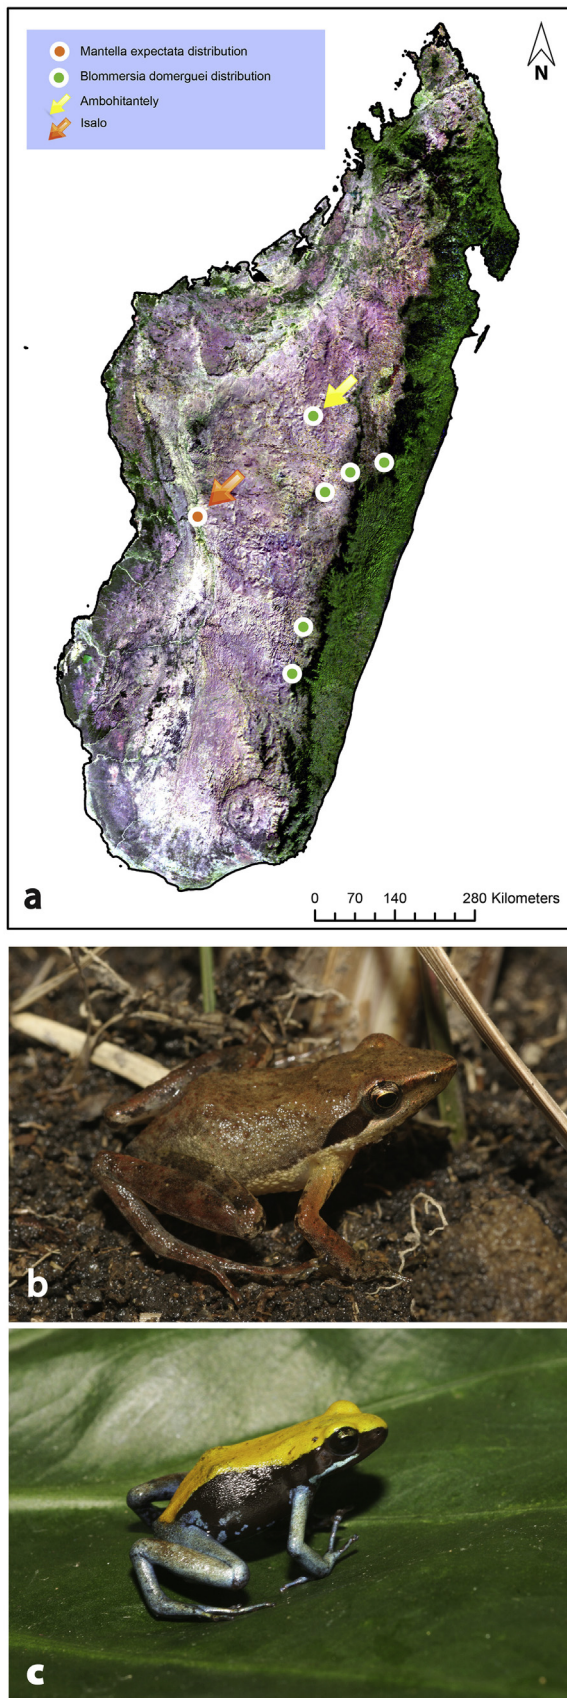 Mantella expectata distribution
Blommersia domerguei distribution
Ambohitantely
Isalo
N
a
0 70 140 280 Kilometers
b
c